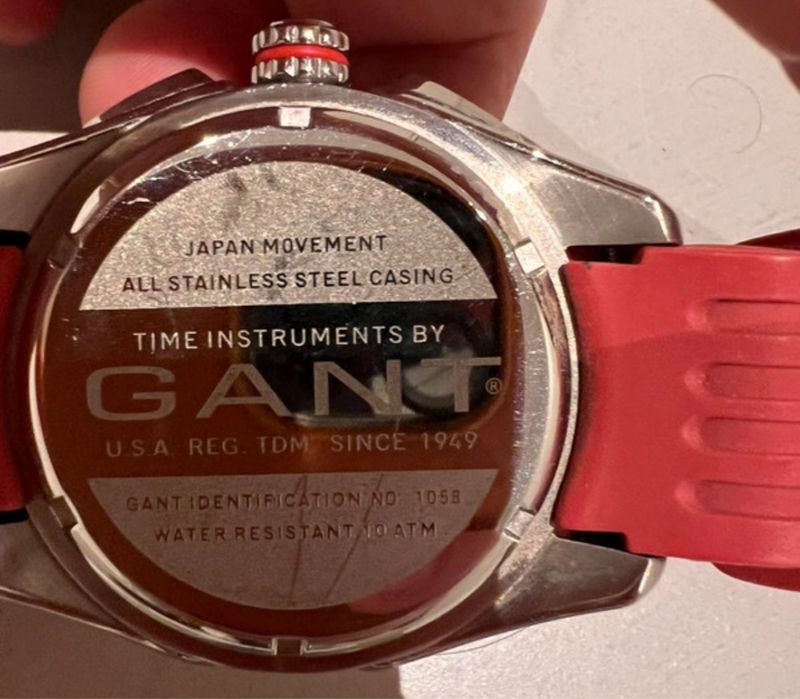 JAPAN MOVEMENT
ALL STAINLESS STEEL CASING
TIME INSTRUMENTS BY
GANT®
U.S.A. REG. TDM SINCE 1949
GANT IDENTIFICATION NO: 1058
WATER RESISTANT 10 ATM